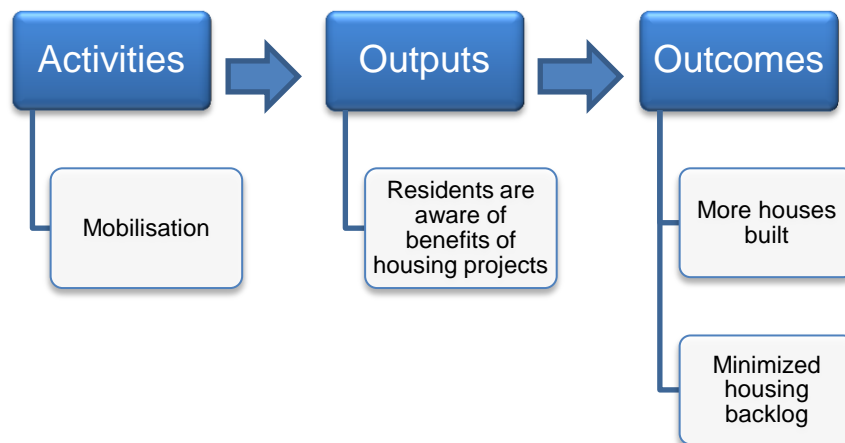 Activities
Outputs
Outcomes
Mobilisation
Residents are
aware of
benefits of
housing projects
More houses
built
Minimized
housing
backlog